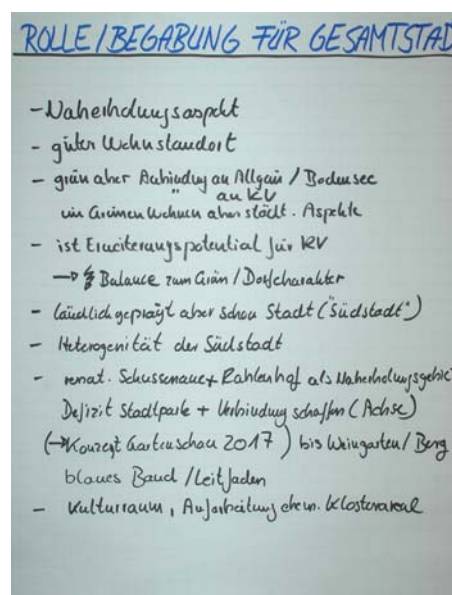 ROLLE / BEGABUNG FÜR GESAMTSTAD
- Naherholungsaspekt
- guter Wohnstandort
- grün aber Anbindung an Allgäu / Bodensee
" an RV
im Grünen Wohnen aber städt. Aspekte
- ist Erweiterungspotential für RV
→ Balance zum Grün / Dorfcharakter
- ländlich geprägt aber schon Stadt ("Südstadt")
- Heterogenität der Südstadt
- renat. Schussenaue + Rahlenhof als Naherholungsgebie
Defizit Stadtparks + Verbindung schaffen (Achse)
(→ Konzept Gartenschau 2017) bis Weingarten / Berg
blaues Band / Leitfaden
- Kulturraum, Aufarbeitung ehem. Klosterareal